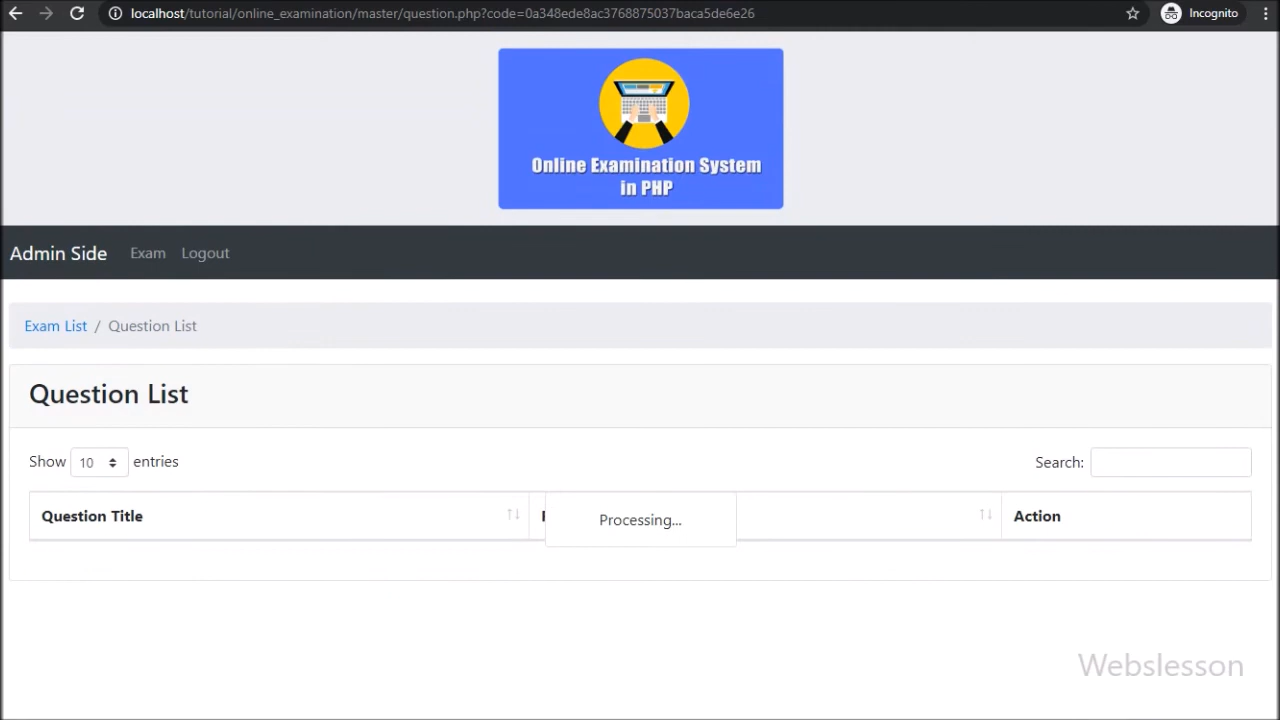 localhost/tutorial/online_examination/master/question.php?code=0a348ede8ac3768875037baca5de6e26
Incognito
Online Examination System
in PHP
Admin Side Exam Logout
Exam List / Question List
Question List
Show 10 entries Search:
Question Title Processing... Action
Webslesson